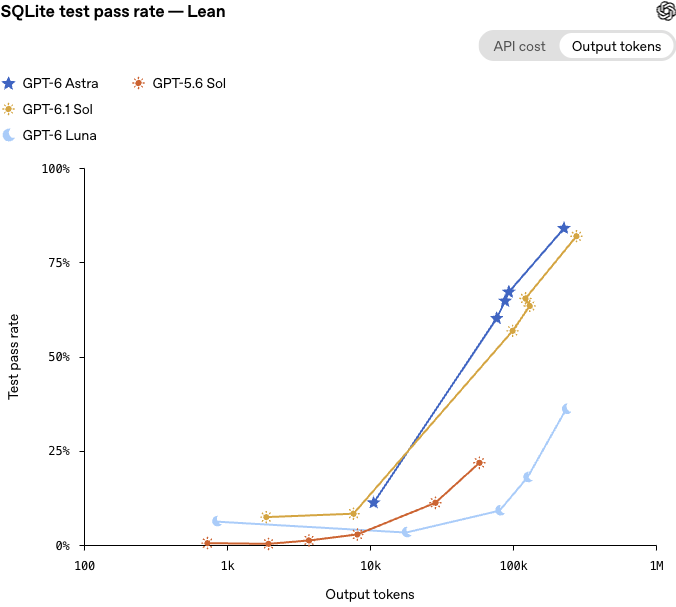 SQLite test pass rate — Lean
API cost
Output tokens
GPT-6 Astra
GPT-5.6 Sol
GPT-6.1 Sol
GPT-6 Luna
100%
75%
50%
25%
0%
Test pass rate
100
1k
10k
100k
1M
Output tokens